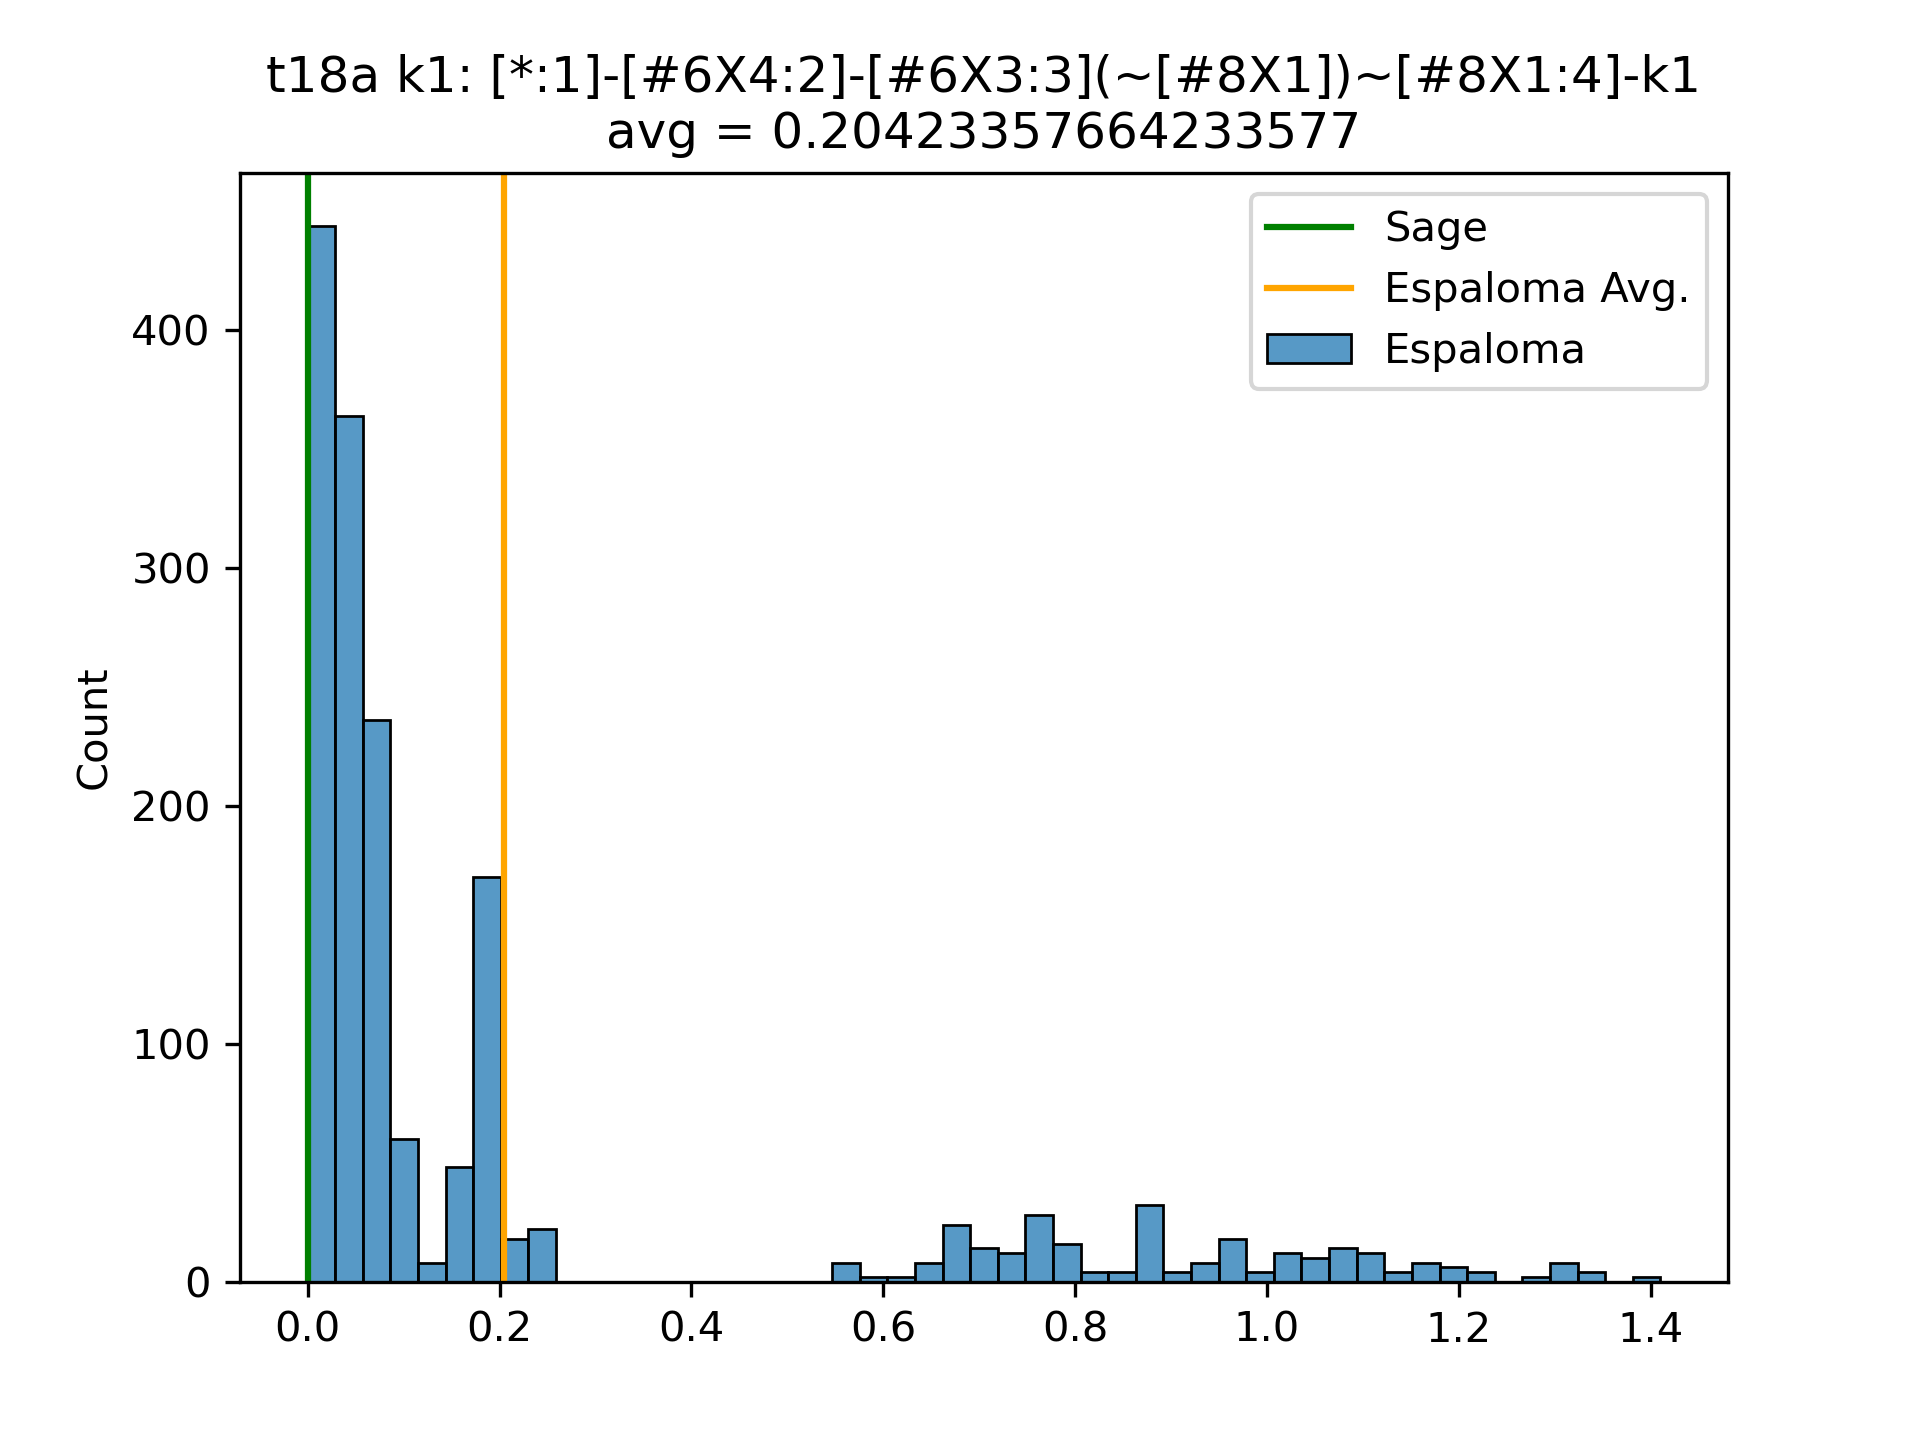 t18a k1: [*:1]-[#6X4:2]-[#6X3:3](~[#8X1])~[#8X1:4]-k1
avg = 0.20423357664233577
Sage
Espaloma Avg.
Espaloma
400
300
200
100
0
Count
0.0 0.2 0.4 0.6 0.8 1.0 1.2 1.4